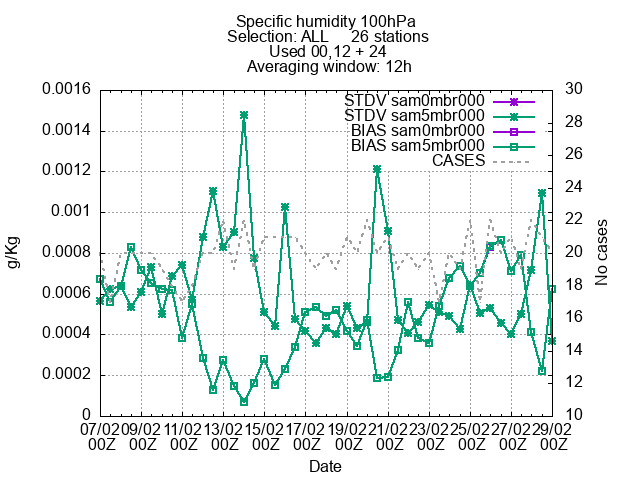 Specific humidity 100hPa
Selection: ALL     26 stations
Used 00,12 + 24
Averaging window: 12h
STDV sam0mbr000
STDV sam5mbr000
BIAS sam0mbr000
BIAS sam5mbr000
CASES
0.0016
0.0014
0.0012
0.001
0.0008
0.0006
0.0004
0.0002
0
g/Kg
30
28
26
24
22
20
18
16
14
12
10
No cases
07/02 09/02 11/02 13/02 15/02 17/02 19/02 21/02 23/02 25/02 27/02 29/02
00Z 00Z 00Z 00Z 00Z 00Z 00Z 00Z 00Z 00Z 00Z 00Z
Date